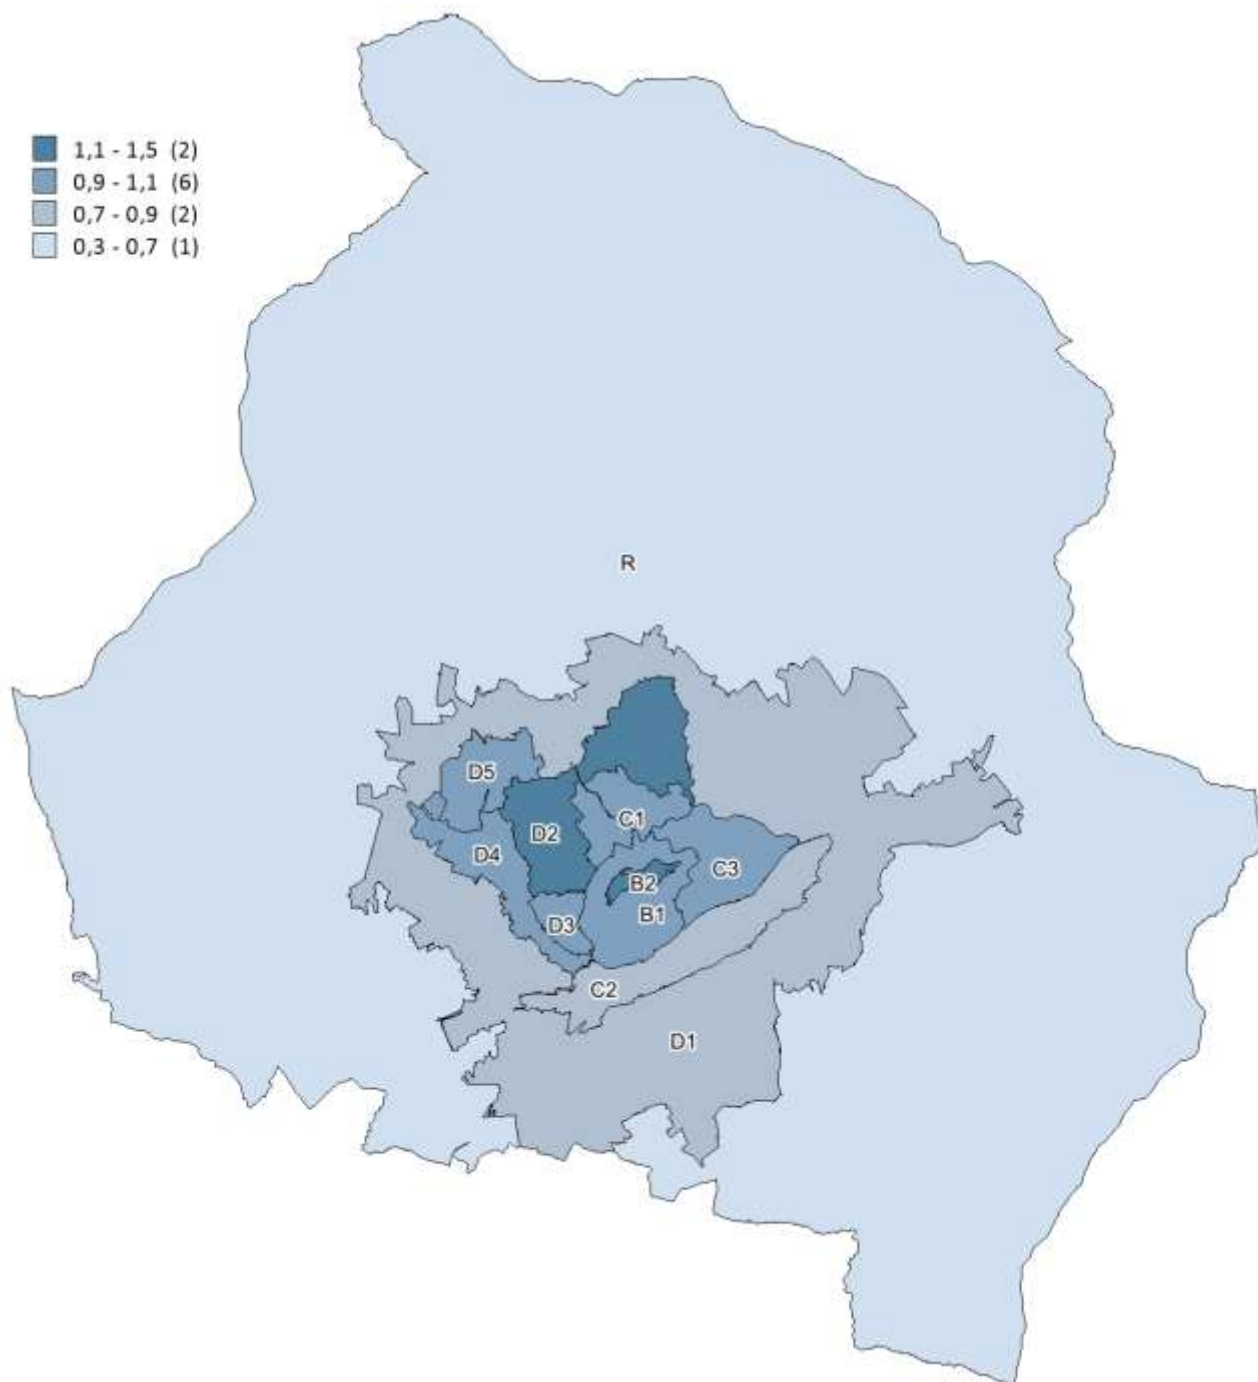 1,1 - 1,5 (2)
0,9 - 1,1 (6)
0,7 - 0,9 (2)
0,3 - 0,7 (1)
R
D5
C1
D2
D4
C3
B2
B1
D3
C2
D1